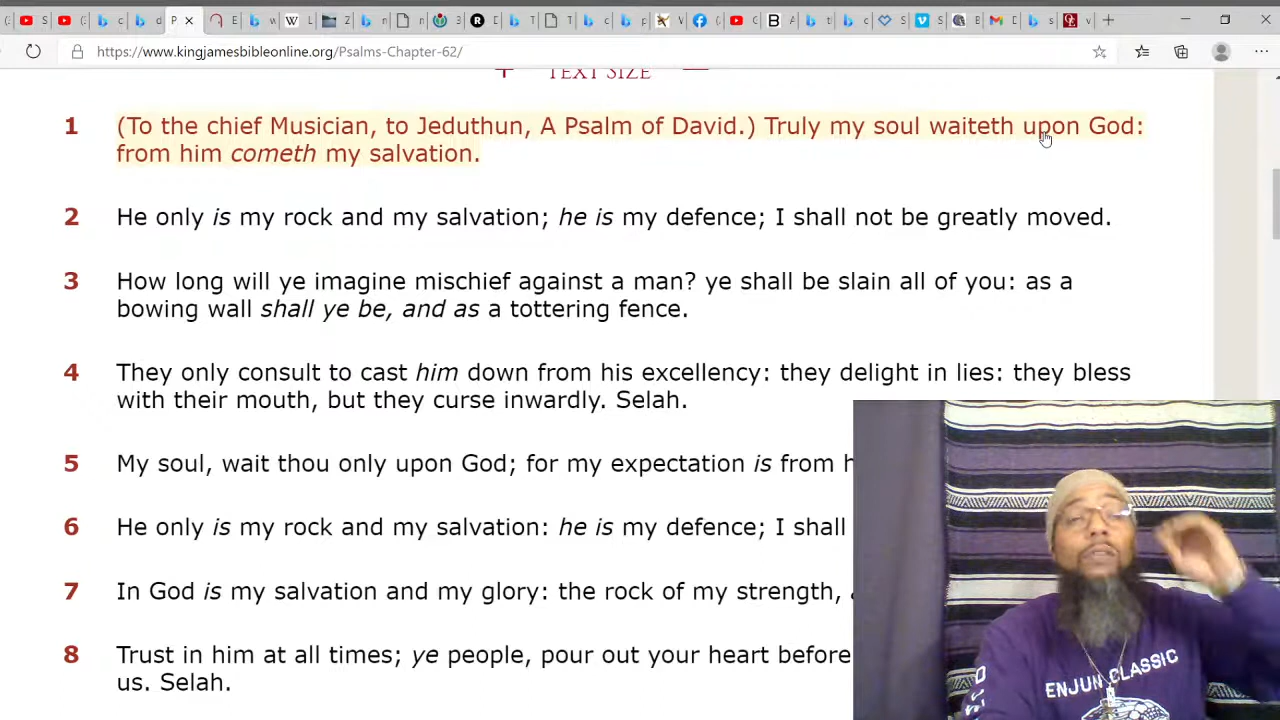 https://www.kingjamesbibleonline.org/Psalms-Chapter-62/
TEXT SIZE
1 (To the chief Musician, to Jeduthun, A Psalm of David.) Truly my soul waiteth upon God:
from him cometh my salvation.
2 He only is my rock and my salvation; he is my defence; I shall not be greatly moved.
3 How long will ye imagine mischief against a man? ye shall be slain all of you: as a
bowing wall shall ye be, and as a tottering fence.
4 They only consult to cast him down from his excellency: they delight in lies: they bless
with their mouth, but they curse inwardly. Selah.
5 My soul, wait thou only upon God; for my expectation is from
6 He only is my rock and my salvation: he is my defence; I shall
7 In God is my salvation and my glory: the rock of my strength,
8 Trust in him at all times; ye people, pour out your heart before
us. Selah.
ENJUN CLASSIC